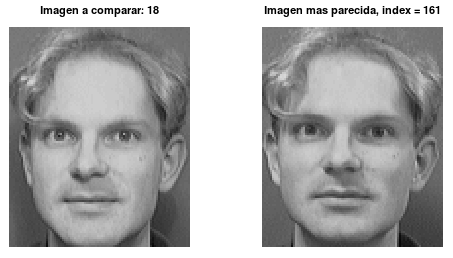 Imagen a comparar: 18
Imagen mas parecida, index = 161